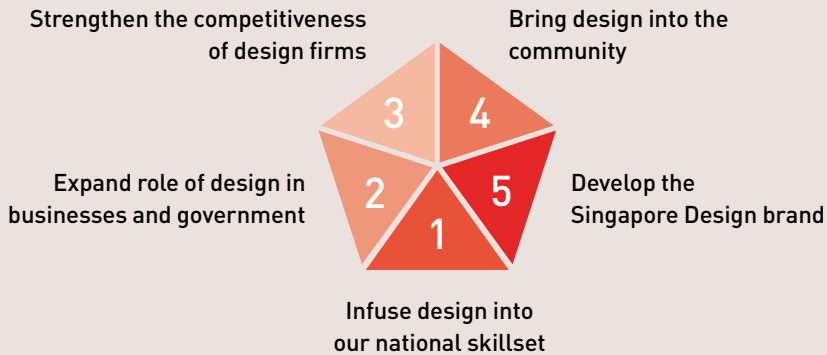 Strengthen the competitiveness
of design firms
Bring design into the
community
3
4
Expand role of design in
businesses and government
2
5
Develop the
Singapore Design brand
1
Infuse design into
our national skillset